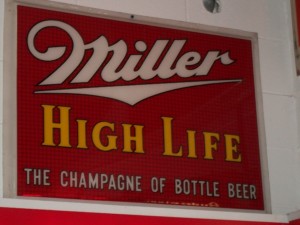 Miller
HIGH LIFE
THE CHAMPAGNE OF BOTTLE BEER